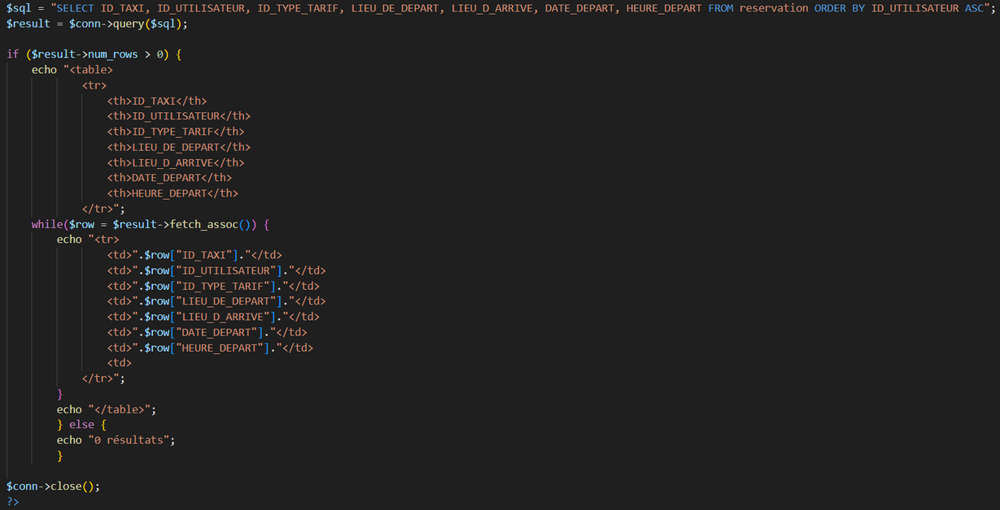 $sql = "SELECT ID_TAXI, ID_UTILISATEUR, ID_TYPE_TARIF, LIEU_DE_DEPART, LIEU_D_ARRIVE, DATE_DEPART, HEURE_DEPART FROM reservation ORDER BY ID_UTILISATEUR ASC";
$result = $conn->query($sql);

if ($result->num_rows > 0) {
    echo "<table>
            <tr>
                <th>ID_TAXI</th>
                <th>ID_UTILISATEUR</th>
                <th>ID_TYPE_TARIF</th>
                <th>LIEU_DE_DEPART</th>
                <th>LIEU_D_ARRIVE</th>
                <th>DATE_DEPART</th>
                <th>HEURE_DEPART</th>
            </tr>";
    while($row = $result->fetch_assoc()) {
        echo "<tr>
                <td>".$row["ID_TAXI"]."</td>
                <td>".$row["ID_UTILISATEUR"]."</td>
                <td>".$row["ID_TYPE_TARIF"]."</td>
                <td>".$row["LIEU_DE_DEPART"]."</td>
                <td>".$row["LIEU_D_ARRIVE"]."</td>
                <td>".$row["DATE_DEPART"]."</td>
                <td>".$row["HEURE_DEPART"]."</td>
                <td>
            </tr>";
        }
        echo "</table>";
        } else {
        echo "0 résultats";
        }

$conn->close();
?>